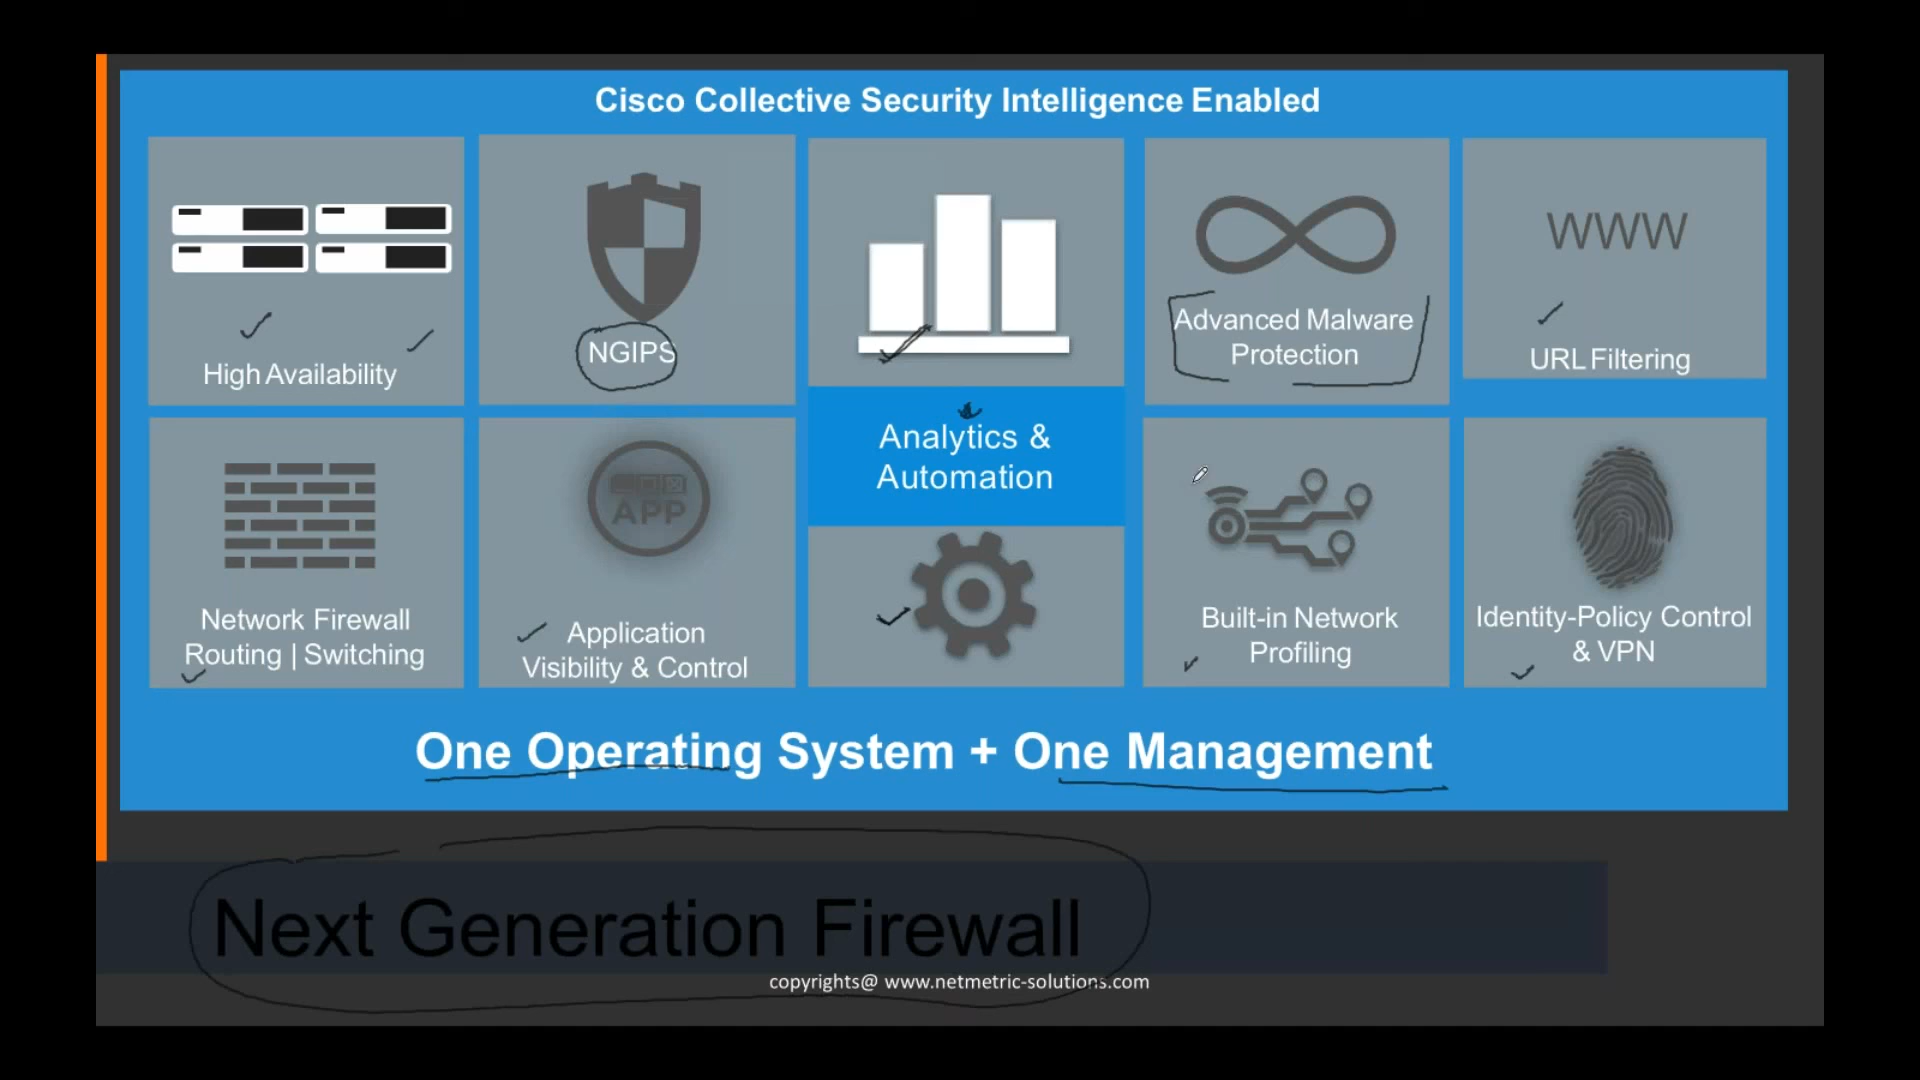 Cisco Collective Security Intelligence Enabled
High Availability
NGIPS
Analytics &
Automation
Advanced Malware
Protection
WWW
URL Filtering
Network Firewall
Routing | Switching
APP
Application
Visibility & Control
Built-in Network
Profiling
Identity-Policy Control
& VPN
One Operating System + One Management
Next Generation Firewall
copyrights@ www.netmetric-solutions.com